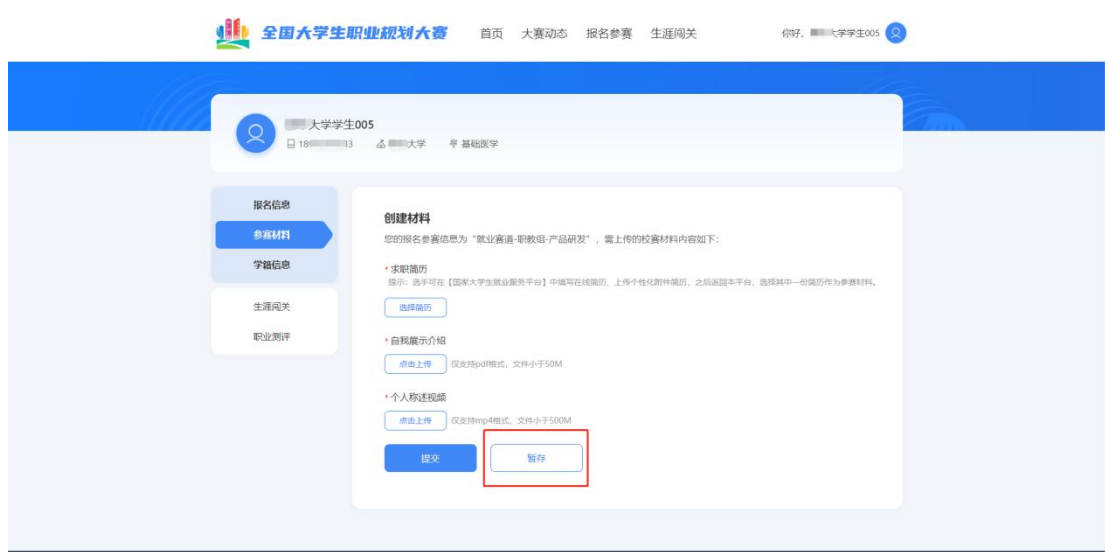 全国大学生职业规划大赛 首页 大赛动态 报名参赛 生涯闯关 你好, 大学学生005
大学学生005
18 33 大学 基础医学
报名信息
参赛材料
学籍信息
生涯闯关
职业测评
创建材料
您的报名参赛信息为“就业赛道-职教组-产品研发”,需上传的校赛材料内容如下:
* 求职简历
提示:选手可在【国家大学生就业服务平台】中填写在线简历、上传个性化附件简历,之后返回本平台,选择其中一份简历作为参赛材料。
选择简历
* 自我展示介绍
点击上传 仅支持pdf格式,文件小于50M
* 个人称述视频
点击上传 仅支持mp4格式,文件小于500M
提交 暂存